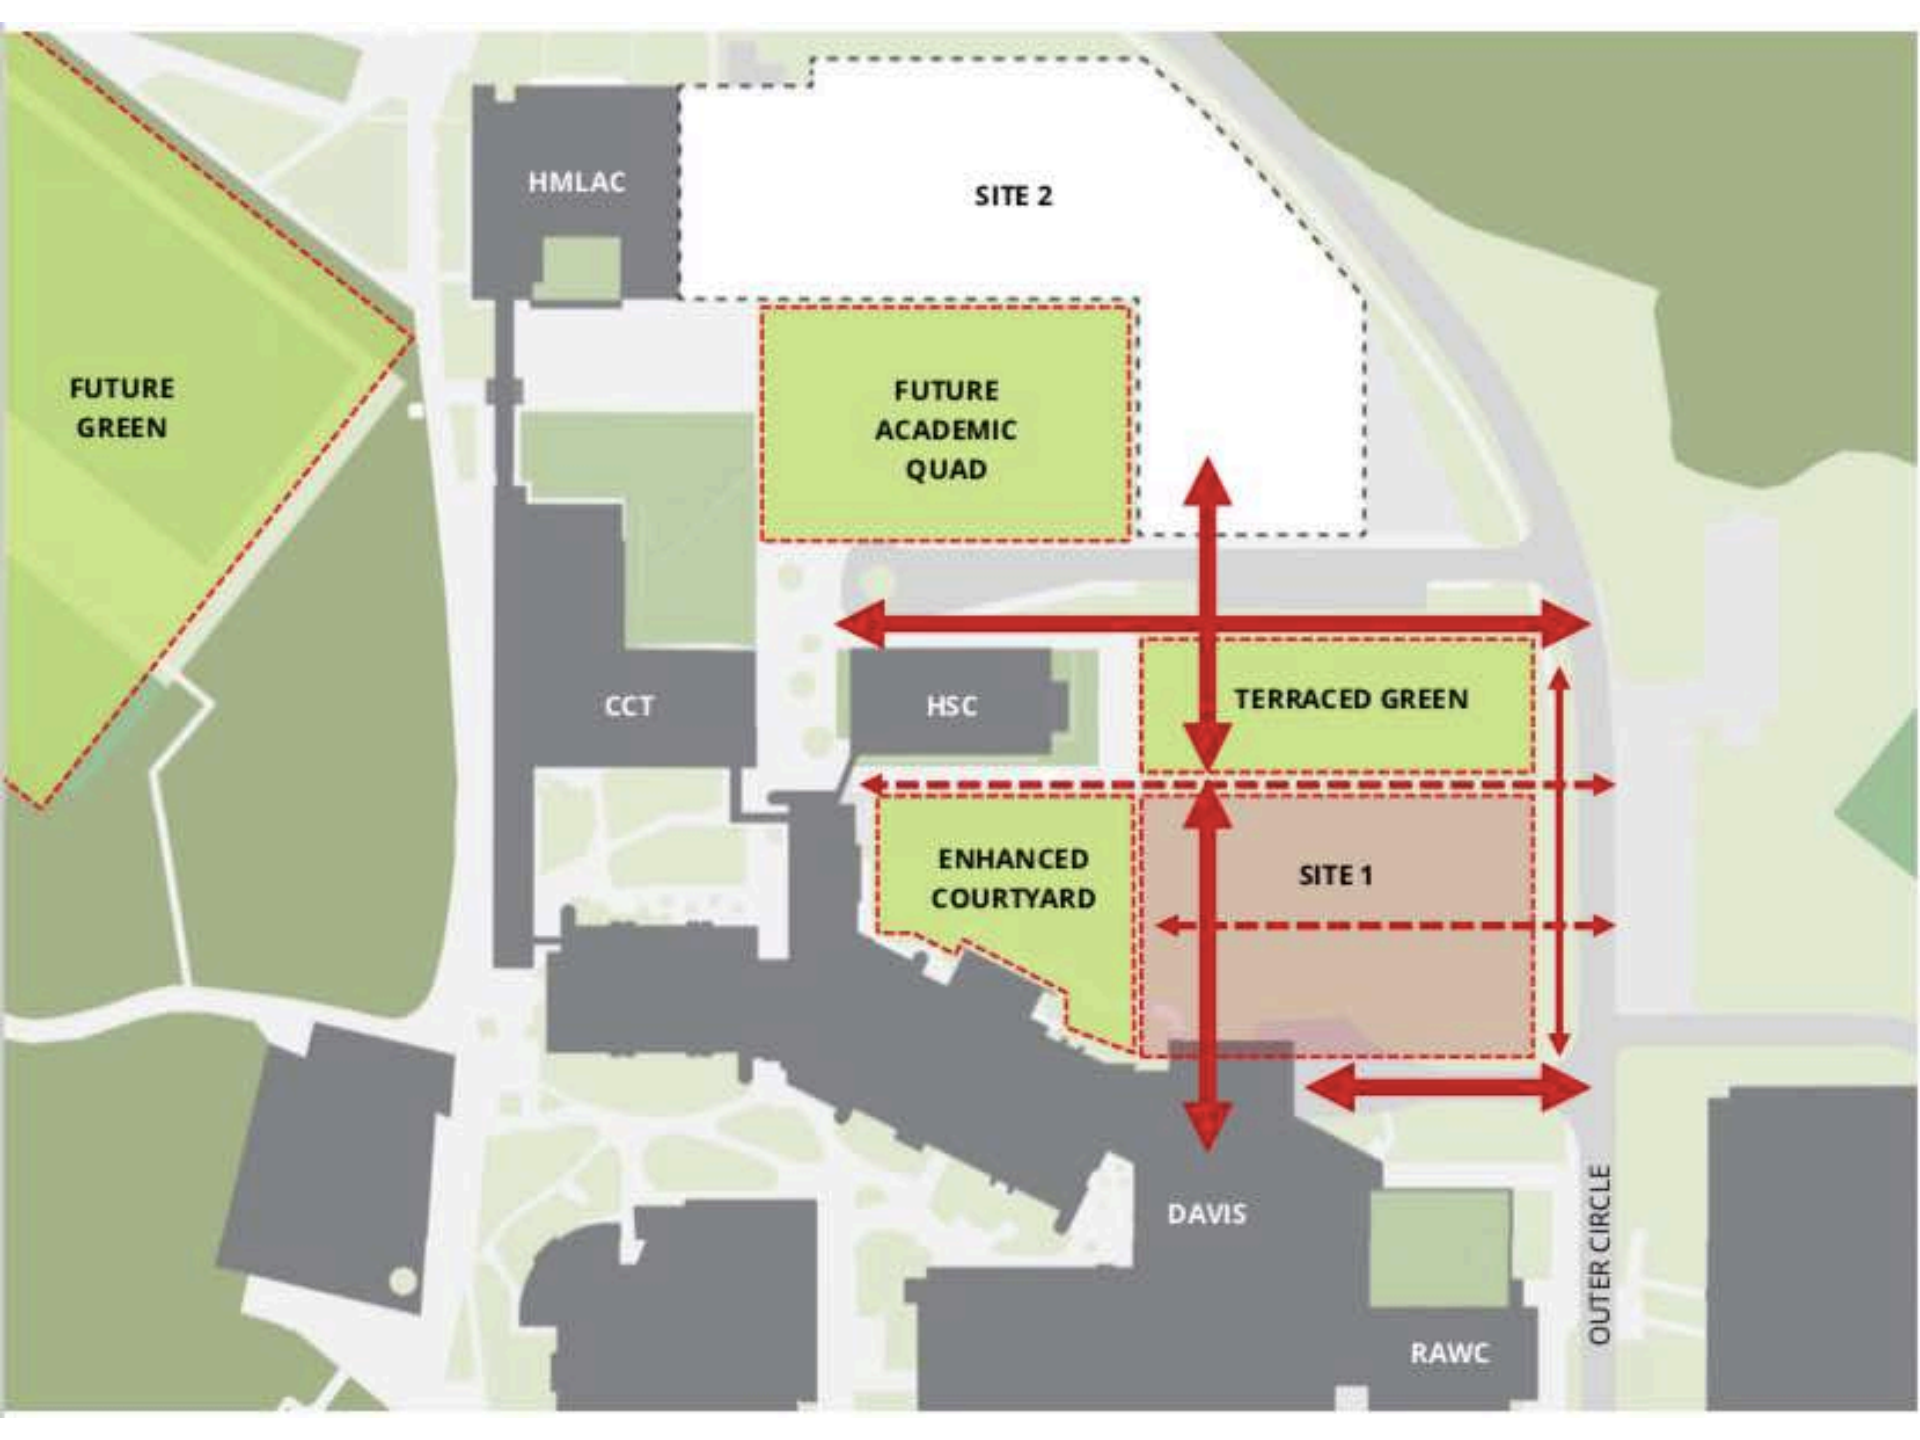 HMLAC
SITE 2
FUTURE
GREEN
FUTURE
ACADEMIC
QUAD
CCT
HSC
TERRACED GREEN
ENHANCED
COURTYARD
SITE 1
DAVIS
OUTER CIRCLE
RAWC